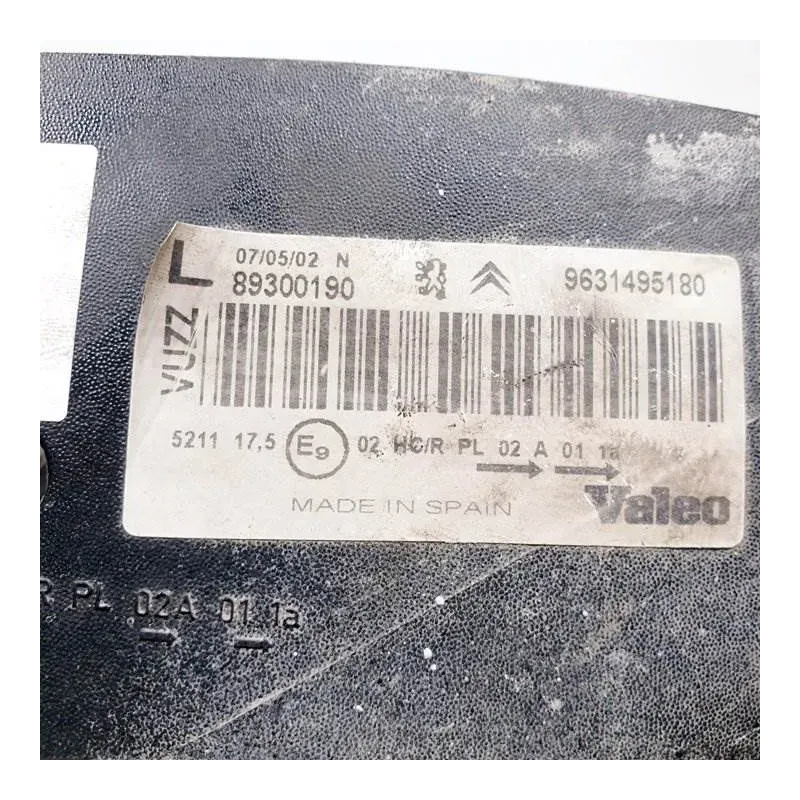 L 07/05/02 N
89300190 9631495180
VUZZ
5211 17,5 E9 02 HC/R PL 02 A 01 1a
MADE IN SPAIN Valeo
R PL 02A 01 1a